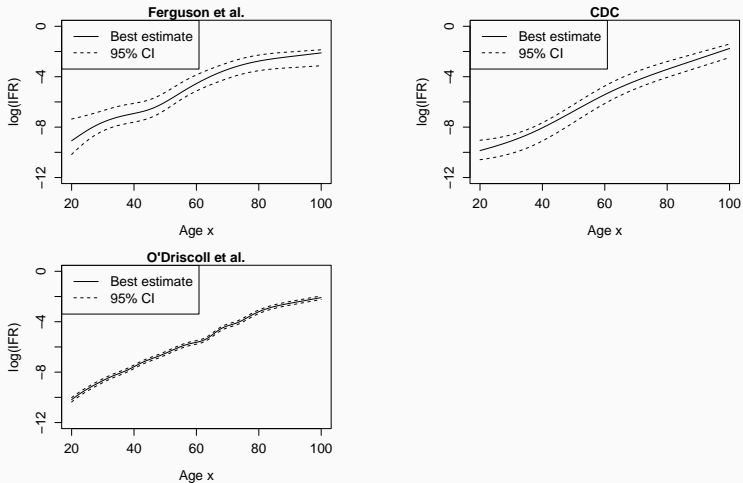 Ferguson et al.
Best estimate
95% CI
log(IFR)
0
−4
−8
−12
20 40 60 80 100
Age x
CDC
Best estimate
95% CI
log(IFR)
0
−4
−8
−12
20 40 60 80 100
Age x
O'Driscoll et al.
Best estimate
95% CI
log(IFR)
0
−4
−8
−12
20 40 60 80 100
Age x